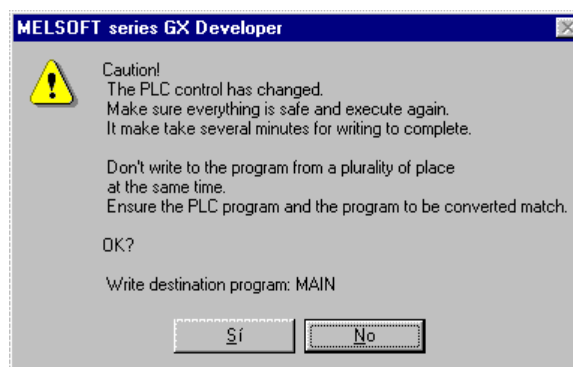 MELSOFT series GX Developer
Caution!
The PLC control has changed.
Make sure everything is safe and execute again.
It make take several minutes for writing to complete.
Don't write to the program from a plurality of place
at the same time.
Ensure the PLC program and the program to be converted match.
OK?
Write destination program: MAIN
Sí
No